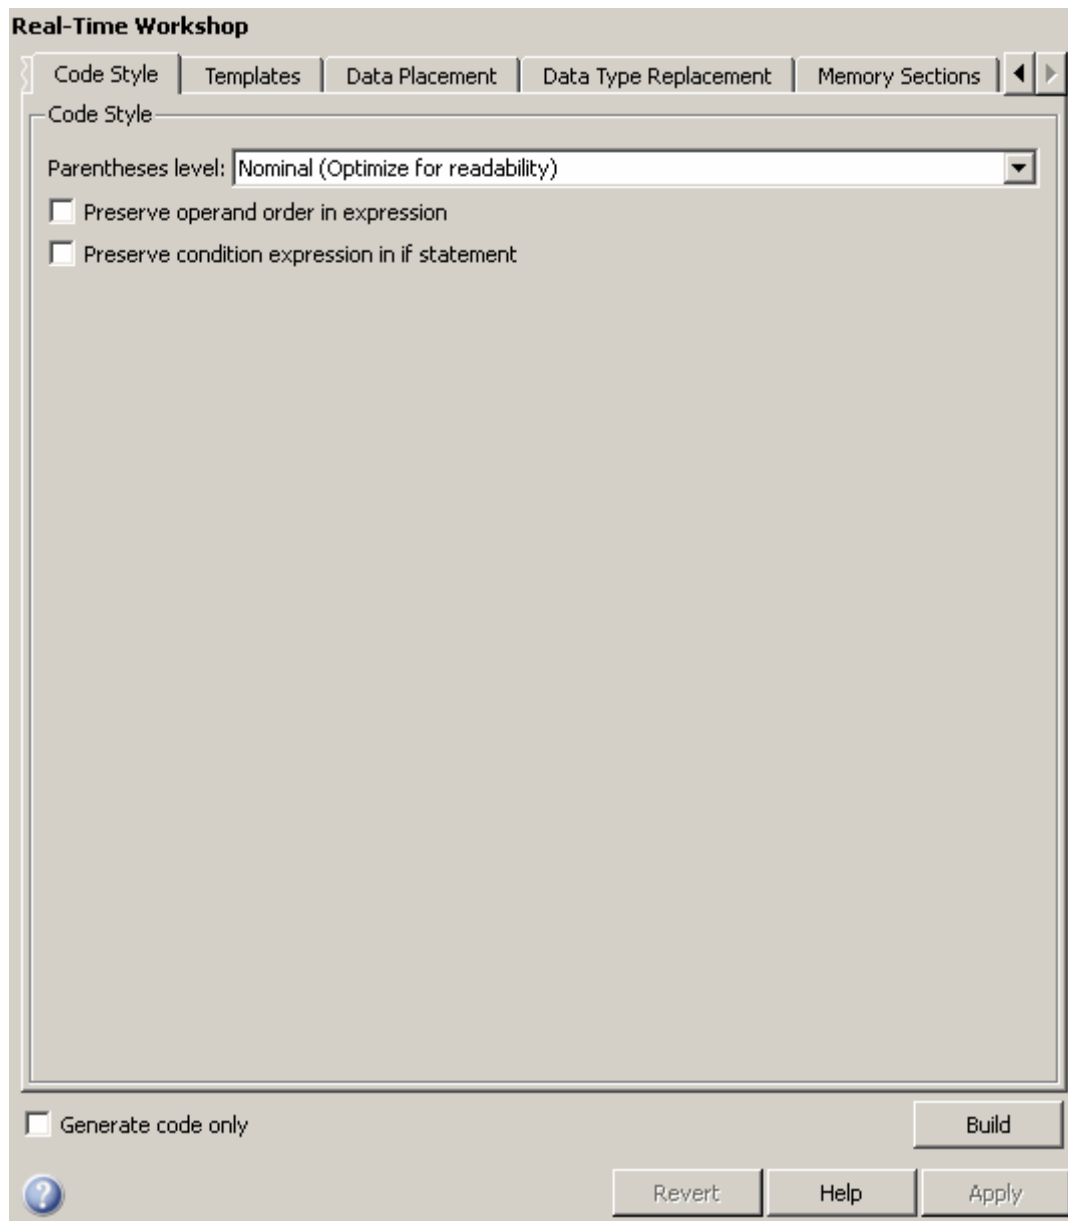 Real-Time Workshop
Code Style Templates Data Placement Data Type Replacement Memory Sections
Code Style
Parentheses level: Nominal (Optimize for readability)
Preserve operand order in expression
Preserve condition expression in if statement
Generate code only Build
? Revert Help Apply